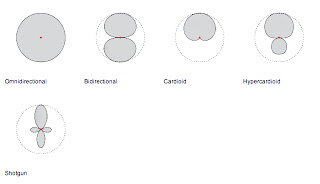 Omnidirectional
Bidirectional
Cardioid
Hypercardioid
Shotgun